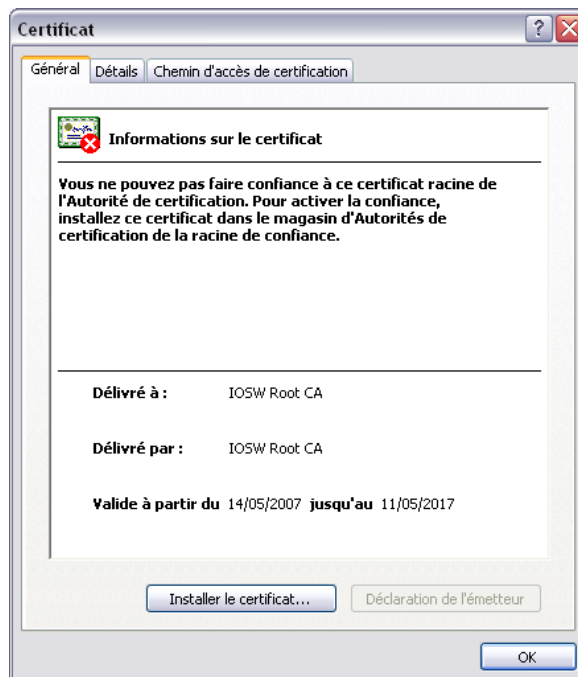 Certificat
Général Détails Chemin d'accès de certification
Informations sur le certificat
Vous ne pouvez pas faire confiance à ce certificat racine de
l'Autorité de certification. Pour activer la confiance,
installez ce certificat dans le magasin d'Autorités de
certification de la racine de confiance.
Délivré à : IOSW Root CA
Délivré par : IOSW Root CA
Valide à partir du 14/05/2007 jusqu'au 11/05/2017
Installer le certificat... Déclaration de l'émetteur
OK